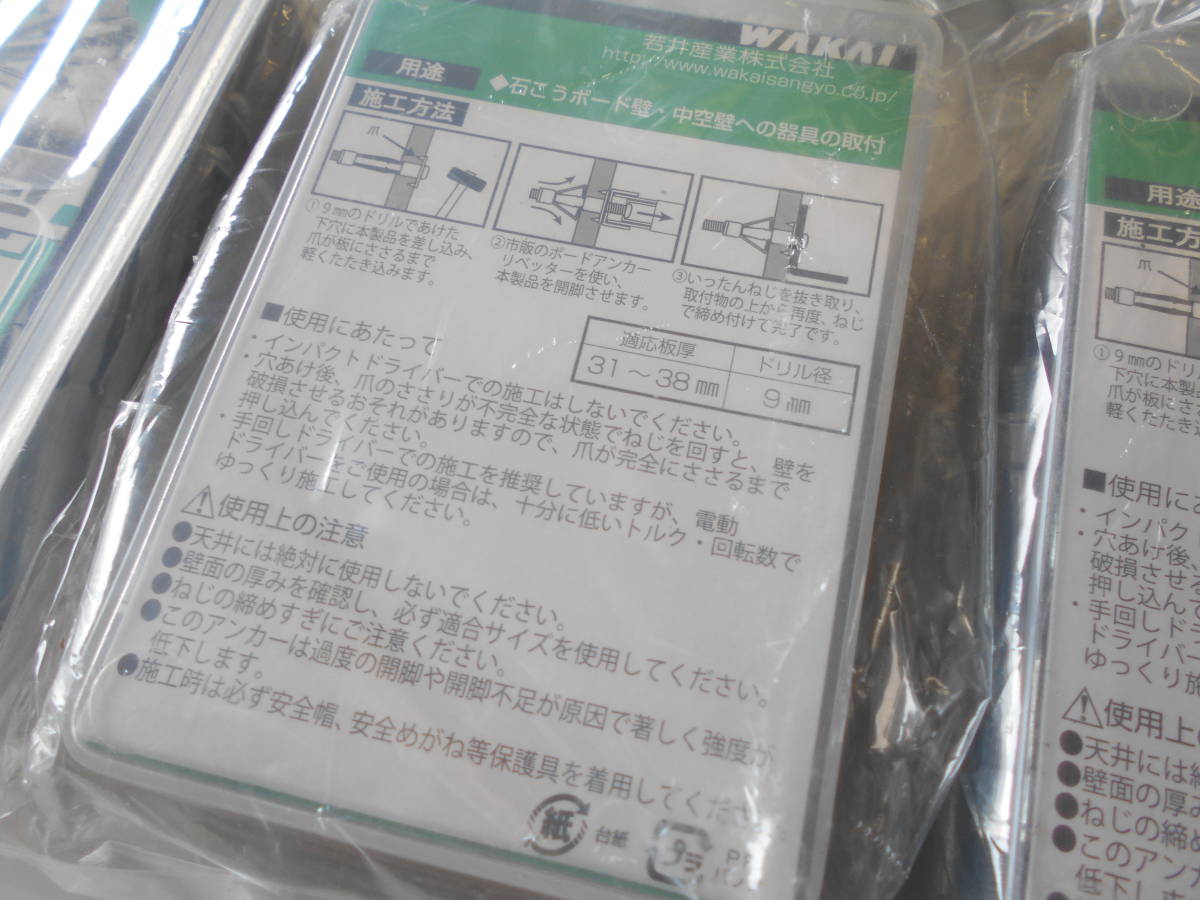 WAKAI
若井産業株式会社
http://www.wakaisangyo.co.jp/
用途
◆石こうボード壁・中空壁への器具の取付
施工方法
爪
①9㎜のドリルであけた
下穴に本製品を差し込み、
爪が板にささるまで
軽くたたき込みます。
②市販のボードアンカー
リベッターを使い、
本製品を開脚させます。
③いったんねじを抜き取り、
取付物の上から再度、ねじ
で締め付けて完了です。
適応板厚 ドリル径
31～38㎜ 9㎜
■使用にあたって
・インパクトドライバーでの施工はしないでください。
・穴あけ後、爪のささりが不完全な状態でねじを回すと、壁を
破損させるおそれがありますので、爪が完全にささるまで
押し込んでください。
・手回しドライバーでの施工を推奨していますが、電動
ドライバーをご使用の場合は、十分に低いトルク・回転数で
ゆっくり施工してください。
使用上の注意
●天井には絶対に使用しないでください。
●壁面の厚みを確認し、必ず適合サイズを使用してください。
●ねじの締めすぎにご注意ください。
●このアンカーは過度の開脚や開脚不足が原因で著しく強度が
低下します。
●施工時は必ず安全帽、安全めがね等保護具を着用してください。
紙 台紙
プラ
用途
施工方
爪
①9㎜のドリル
下穴に本製
爪が板にささ
軽くたたき込
■使用に
・インパク
・穴あけ後、
破損させ
押し込んで
・手回しド
ドライバー
ゆっくり施
使用上の
●天井には絶
●壁面の厚み
●ねじの締め
●このアン
低下しま